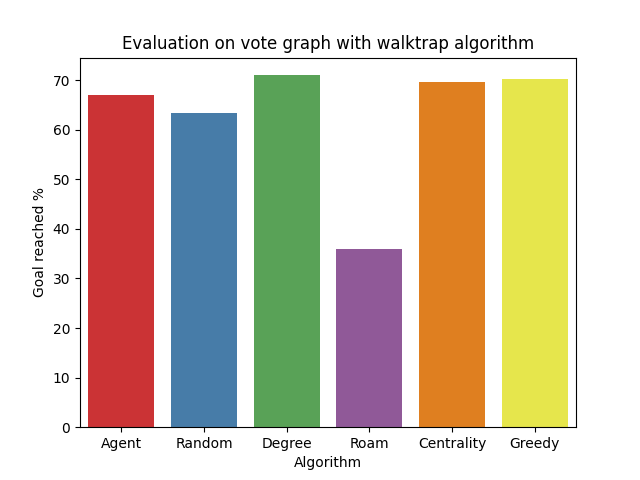 Evaluation on vote graph with walktrap algorithm
Goal reached %
70
60
50
40
30
20
10
0
Agent Random Degree Roam Centrality Greedy
Algorithm